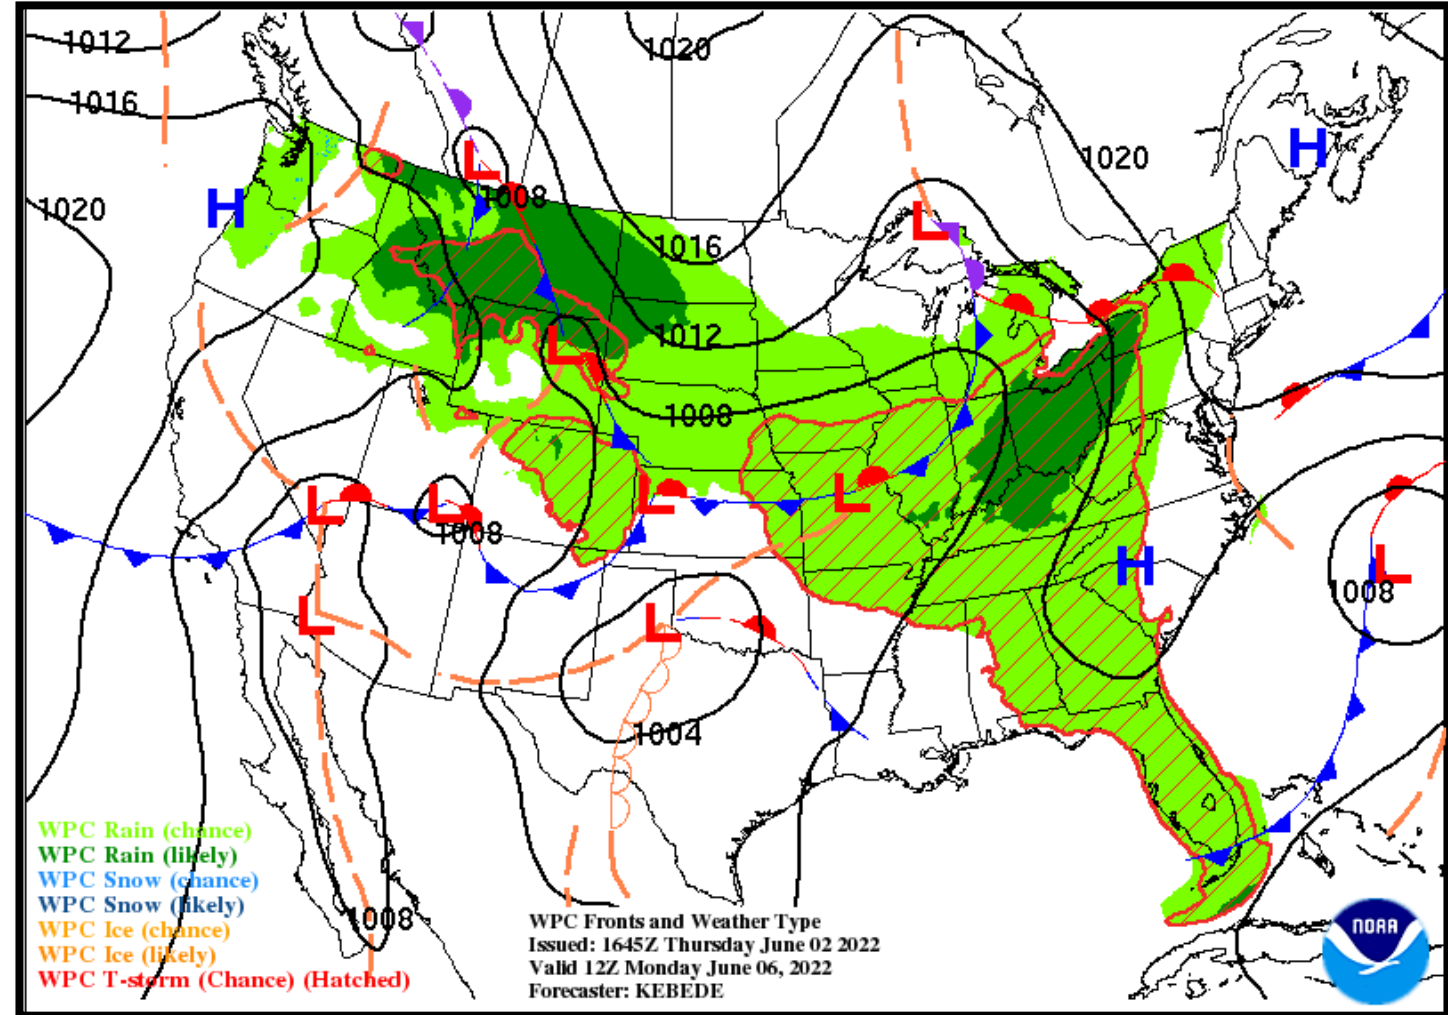 1012
1020
1016
H
L
1020
1008
H
1020
L
1016
1012
L
1008
L
L
L
L
1008
H
L
1008
L
L
1004
WPC Rain (chance)
WPC Rain (likely)
WPC Snow (chance)
WPC Snow (likely)
WPC Ice (chance)
WPC Ice (likely)
WPC T-storm (Chance) (Hatched)
1008
WPC Fronts and Weather Type
Issued: 1645Z Thursday June 02 2022
Valid 12Z Monday June 06, 2022
Forecaster: KEBEDE
NOAA